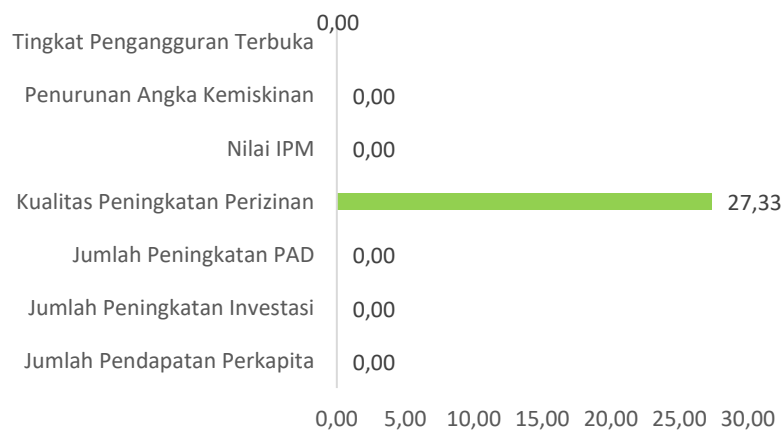 0,00
Tingkat Pengangguran Terbuka
Penurunan Angka Kemiskinan 0,00
Nilai IPM 0,00
Kualitas Peningkatan Perizinan 27,33
Jumlah Peningkatan PAD 0,00
Jumlah Peningkatan Investasi 0,00
Jumlah Pendapatan Perkapita 0,00
0,00 5,00 10,00 15,00 20,00 25,00 30,00